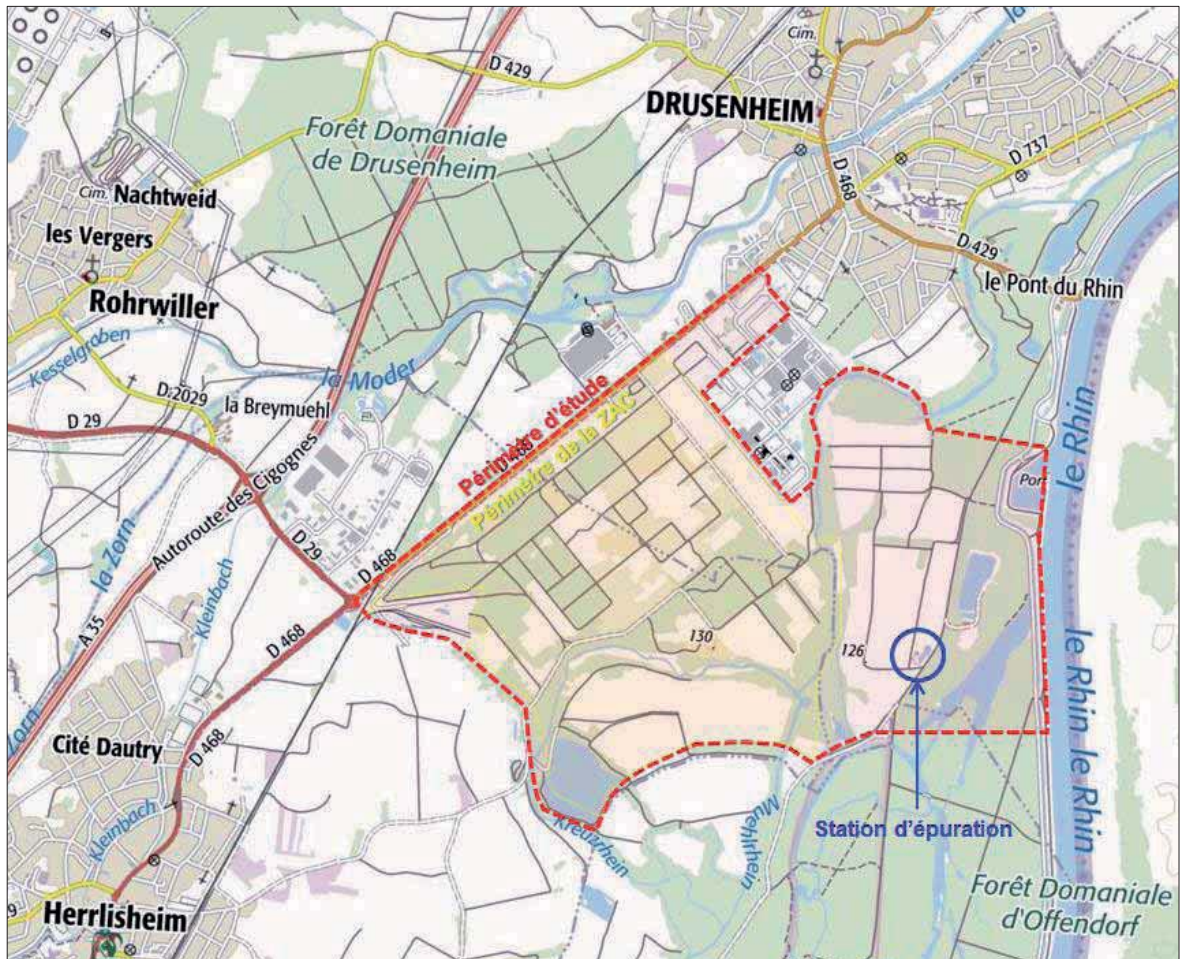 Cim.
D 429
DRUSENHEIM
Forêt Domaniale
de Drusenheim
D 737
D 468
Cim.
Nachtweid
les Vergers
D 429
le Pont du Rhin
Rohrwiller
Kesselgraben
la Moder
D 2029
la Breymuehl
D 29
Périmètre d'étude
D 468
Périmètre de la ZAC
le Rhin
Port
Autoroute des Cigognes
la Zorn
D 29
D 468
Kleinbach
A 35
D 468
130
126
le Rhin
le Rhin
Zorn
Cité Dautry
D 468
Kleinbach
Kreuzrhein
Muehlrhein
Station d'épuration
Forêt Domaniale
d'Offendorf
Herrlisheim